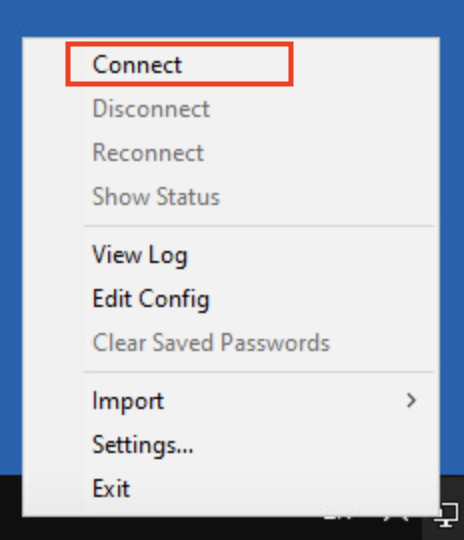 Connect
Disconnect
Reconnect
Show Status
View Log
Edit Config
Clear Saved Passwords
Import
Settings...
Exit